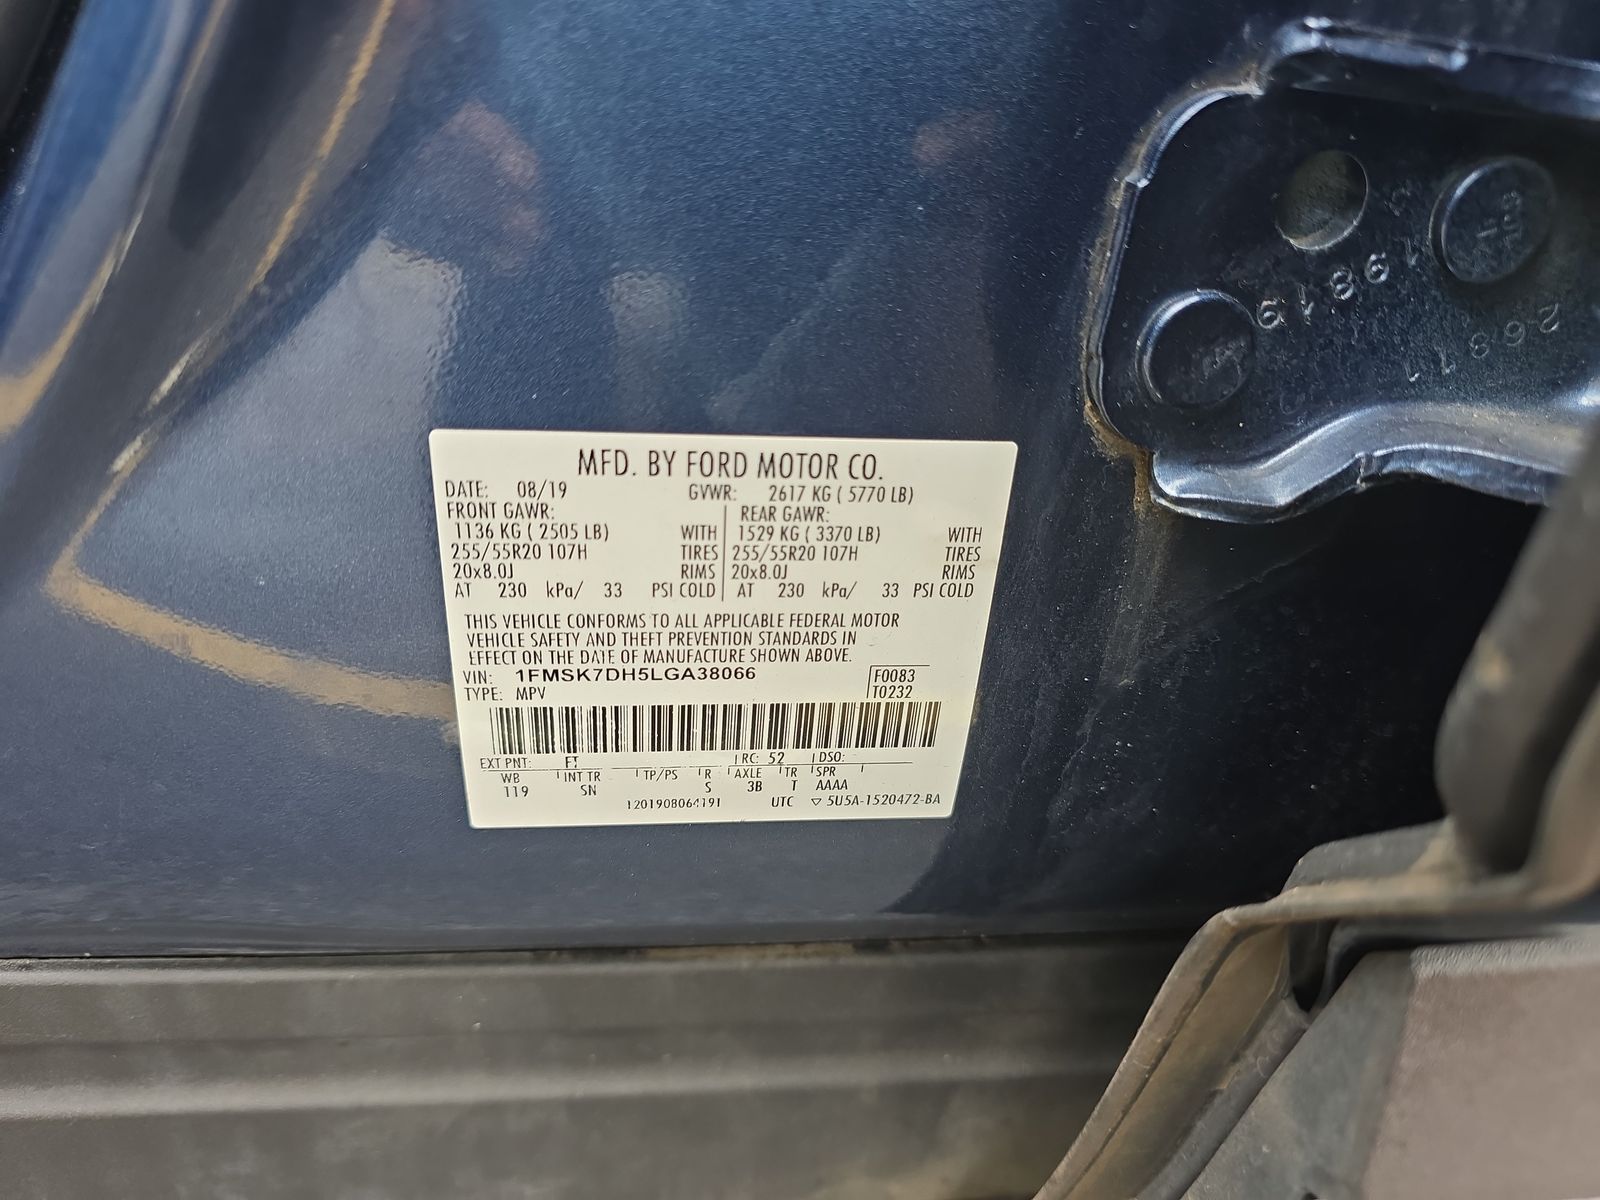 MFD. BY FORD MOTOR CO.
DATE: 08/19 GVWR: 2617 KG ( 5770 LB)
FRONT GAWR: REAR GAWR:
1136 KG ( 2505 LB) WITH 1529 KG ( 3370 LB) WITH
255/55R20 107H TIRES 255/55R20 107H TIRES
20x8.0J RIMS 20x8.0J RIMS
AT 230 kPa/ 33 PSI COLD AT 230 kPa/ 33 PSI COLD
THIS VEHICLE CONFORMS TO ALL APPLICABLE FEDERAL MOTOR
VEHICLE SAFETY AND THEFT PREVENTION STANDARDS IN
EFFECT ON THE DATE OF MANUFACTURE SHOWN ABOVE.
VIN: 1FMSK7DH5LGA38066 F0083
TYPE: MPV T0232
EXT PNT: FT RC: 52 DSO:
WB INT TR TP/PS R AXLE TR SPR
119 SN S 3B T AAAA
1201908064191 UTC ▽ 5U5A-1520472-BA